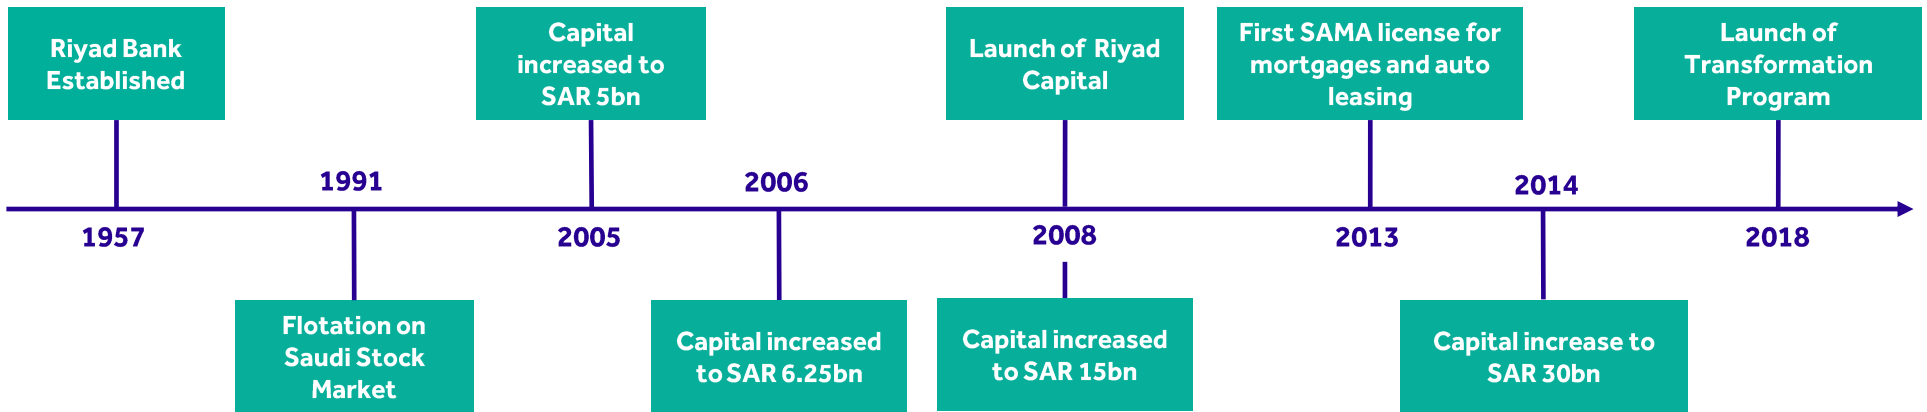 Riyad Bank
Established
1957
1991
Flotation on
Saudi Stock
Market
Capital
increased to
SAR 5bn
2005
2006
Capital increased
to SAR 6.25bn
Launch of Riyad
Capital
2008
Capital increased
to SAR 15bn
First SAMA license for
mortgages and auto
leasing
2013
2014
Capital increase to
SAR 30bn
Launch of
Transformation
Program
2018